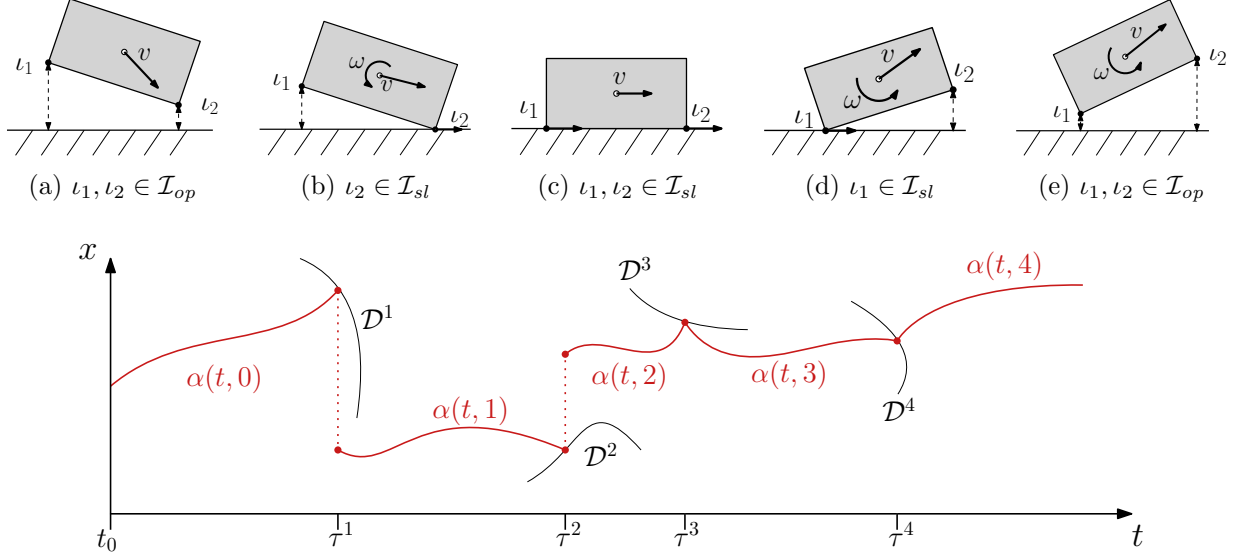 ι₁ v ι₂
ι₁ ω v ι₂
ι₁ v ι₂
ι₁ ω v ι₂
ι₁ ω v ι₂
(a) ι₁, ι₂ ∈ 𝓘ₒₚ
(b) ι₂ ∈ 𝓘ₛₗ
(c) ι₁, ι₂ ∈ 𝓘ₛₗ
(d) ι₁ ∈ 𝓘ₛₗ
(e) ι₁, ι₂ ∈ 𝓘ₒₚ
x
𝒟¹
𝒟²
𝒟³
𝒟⁴
α(t, 0)
α(t, 1)
α(t, 2)
α(t, 3)
α(t, 4)
t₀ τ¹ τ² τ³ τ⁴ t